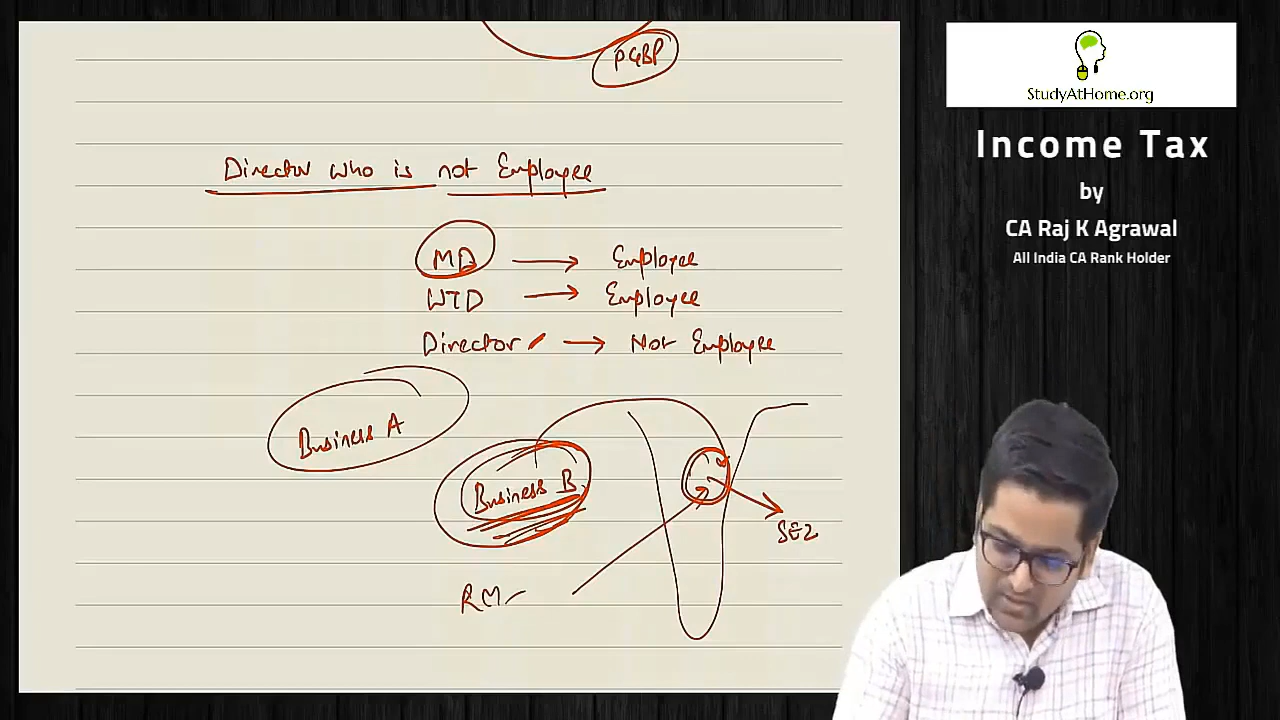 PGBP
Director who is not Employee
MD → Employee
WTD → Employee
Director → Not Employee
Business A
Business B
SEZ
RM
StudyAtHome.org
Income Tax
by
CA Raj K Agrawal
All India CA Rank Holder